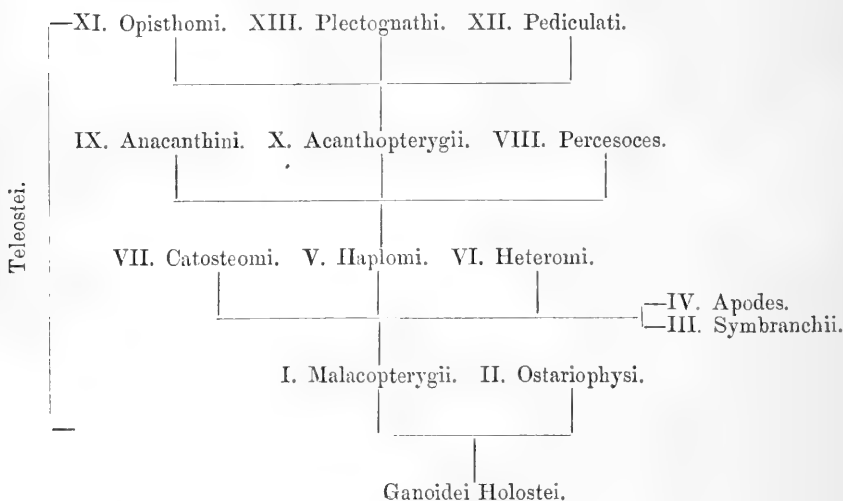 XI. Opisthomi. XIII. Plectognathi. XII. Pediculati.
IX. Anacanthini. X. Acanthopterygii. VIII. Percesoces.
Teleostei.
VII. Catosteomi. V. Haplomi. VI. Heteromi.
IV. Apodes.
III. Symbranchii.
I. Malacopterygii. II. Ostariophysi.
Ganoidei Holostei.